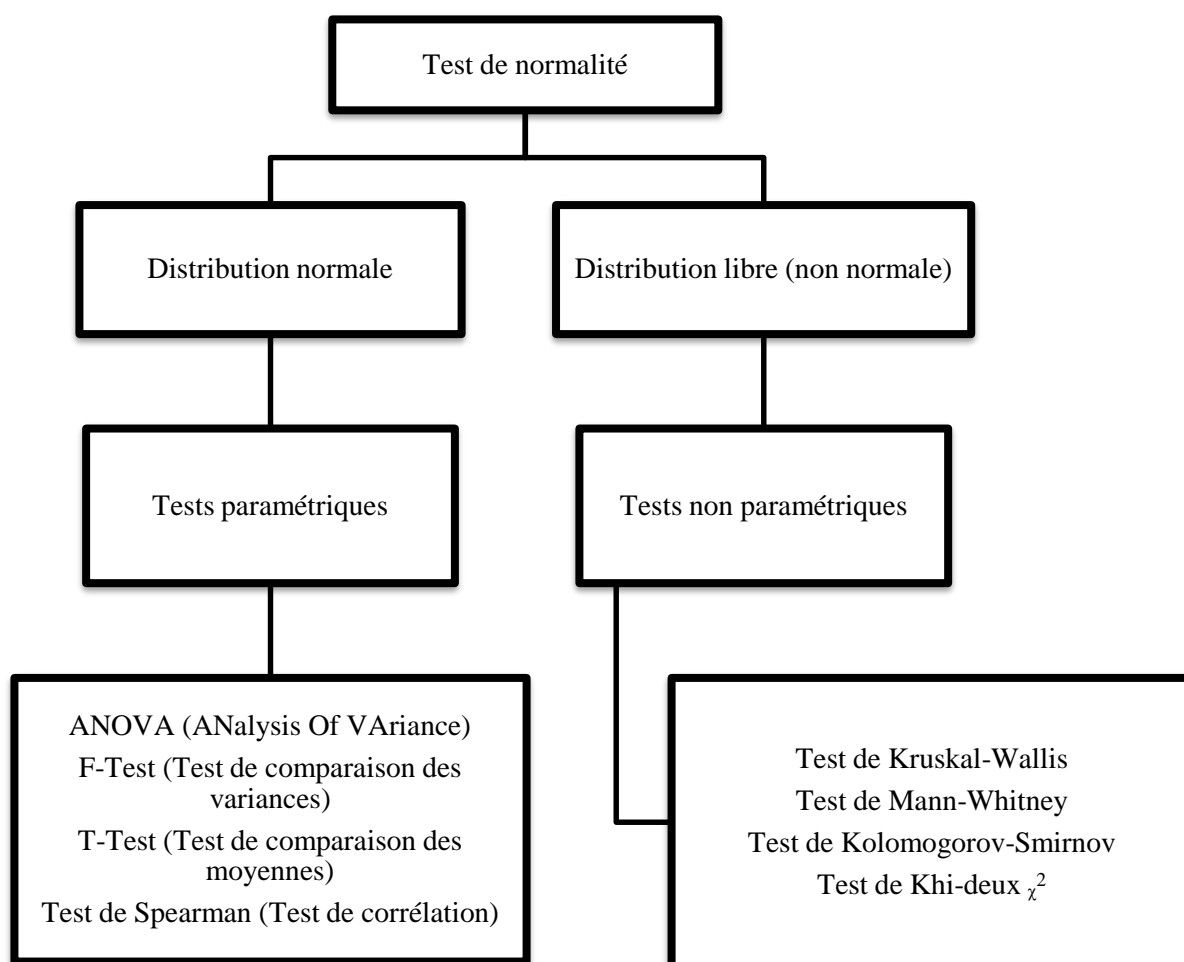 Test de normalité
Distribution normale
Distribution libre (non normale)
Tests paramétriques
Tests non paramétriques
ANOVA (ANalysis Of VAriance)
F-Test (Test de comparaison des
variances)
T-Test (Test de comparaison des
moyennes)
Test de Spearman (Test de corrélation)
Test de Kruskal-Wallis
Test de Mann-Whitney
Test de Kolomogorov-Smirnov
Test de Khi-deux χ²